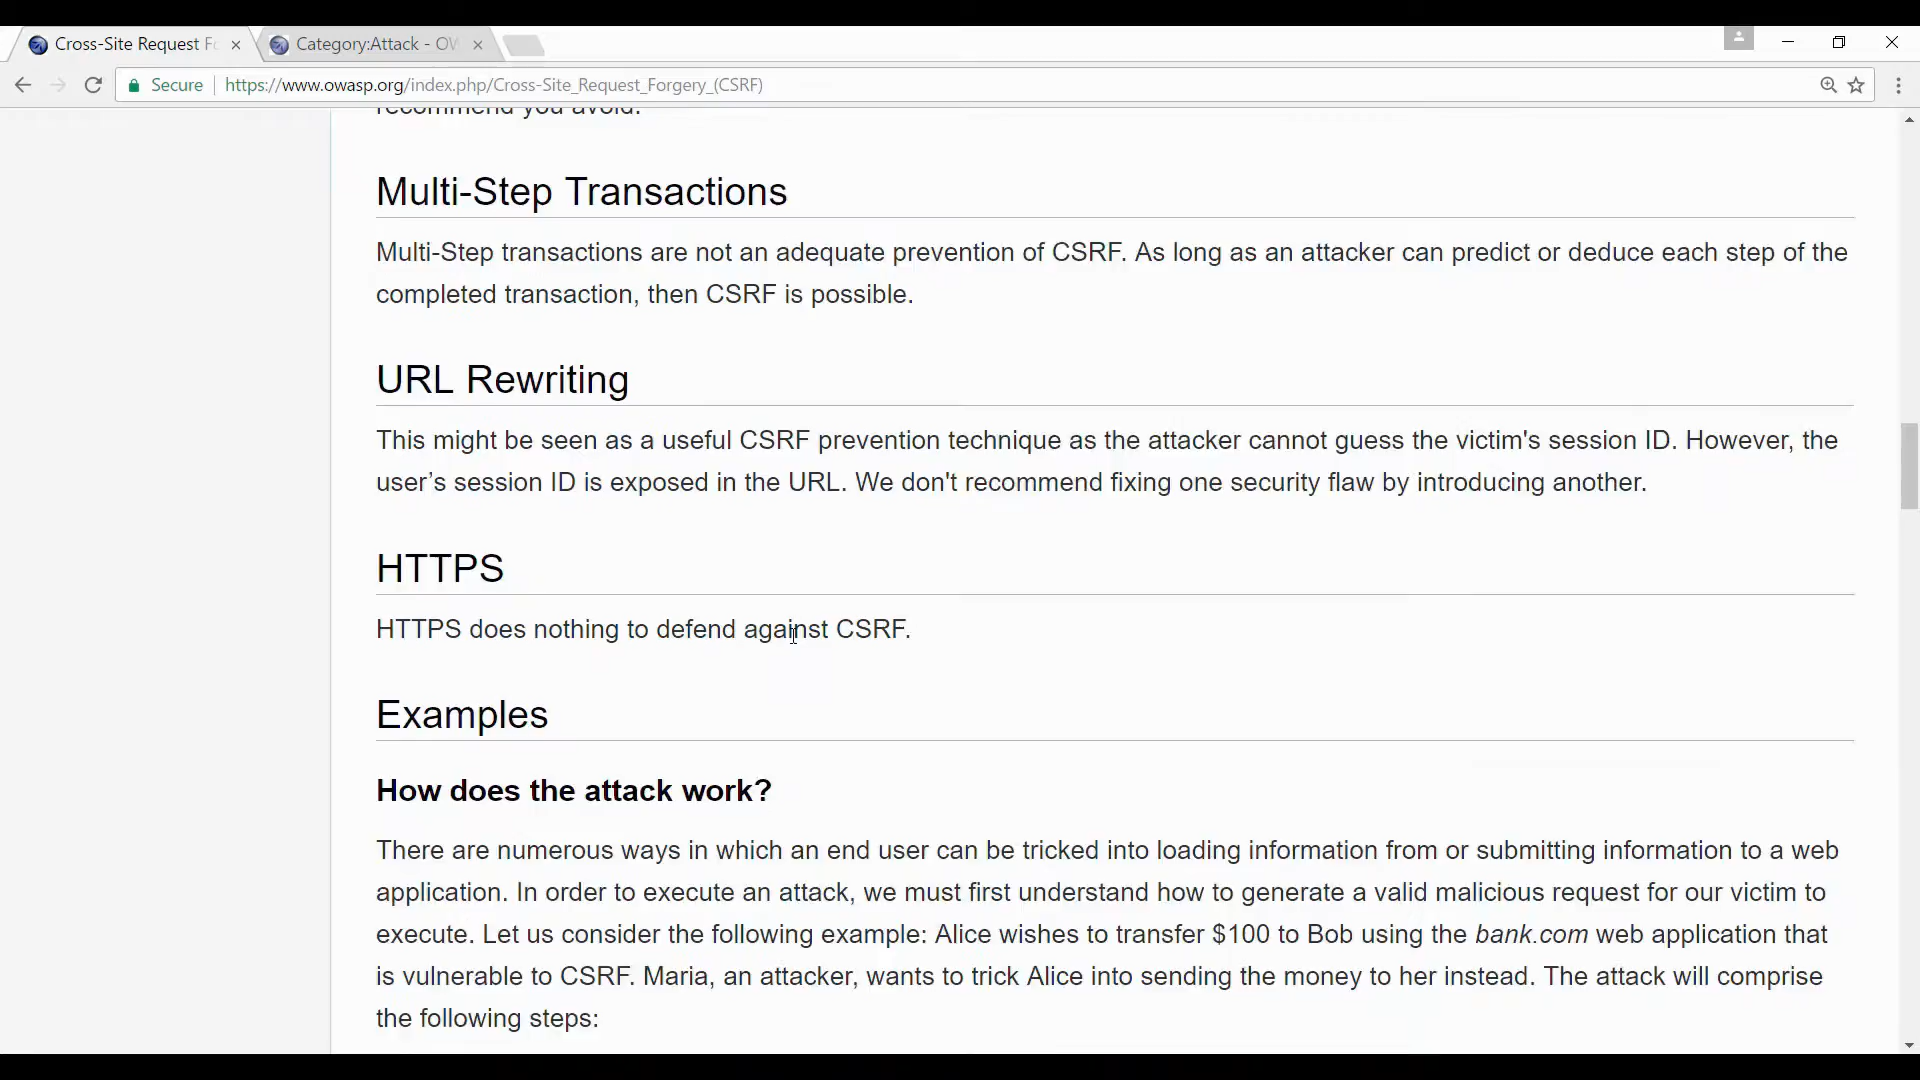 Cross-Site Request Fo
Category:Attack - OW
Secure
https://www.owasp.org/index.php/Cross-Site_Request_Forgery_(CSRF)
recommend you avoid.
Multi-Step Transactions
Multi-Step transactions are not an adequate prevention of CSRF. As long as an attacker can predict or deduce each step of the
completed transaction, then CSRF is possible.
URL Rewriting
This might be seen as a useful CSRF prevention technique as the attacker cannot guess the victim's session ID. However, the
user’s session ID is exposed in the URL. We don't recommend fixing one security flaw by introducing another.
HTTPS
HTTPS does nothing to defend against CSRF.
Examples
How does the attack work?
There are numerous ways in which an end user can be tricked into loading information from or submitting information to a web
application. In order to execute an attack, we must first understand how to generate a valid malicious request for our victim to
execute. Let us consider the following example: Alice wishes to transfer $100 to Bob using the bank.com web application that
is vulnerable to CSRF. Maria, an attacker, wants to trick Alice into sending the money to her instead. The attack will comprise
the following steps: